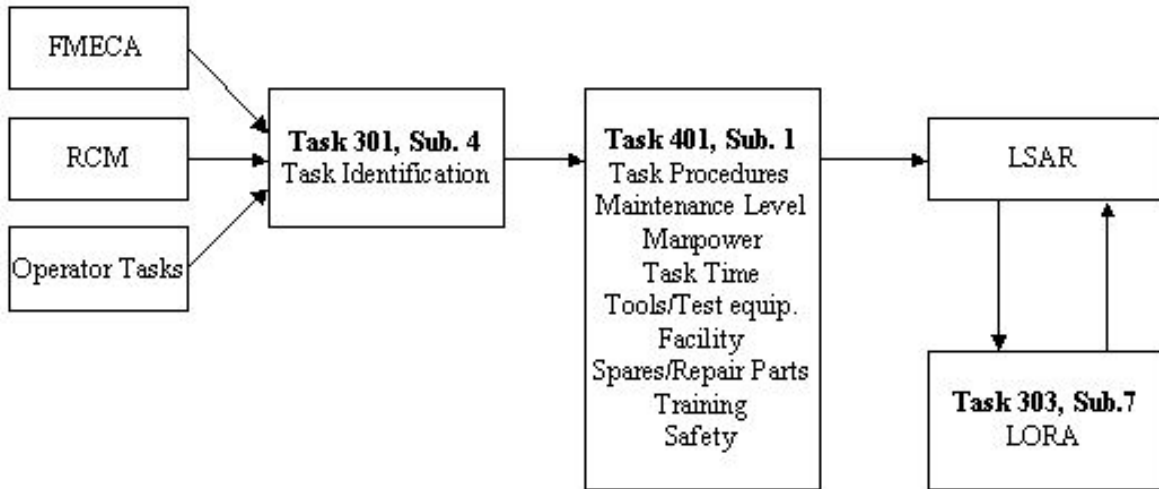 FMECA
RCM
Operator Tasks
Task 301, Sub. 4
Task Identification
Task 401, Sub. 1
Task Procedures
Maintenance Level
Manpower
Task Time
Tools/Test equip.
Facility
Spares/Repair Parts
Training
Safety
LSAR
Task 303, Sub.7
LORA